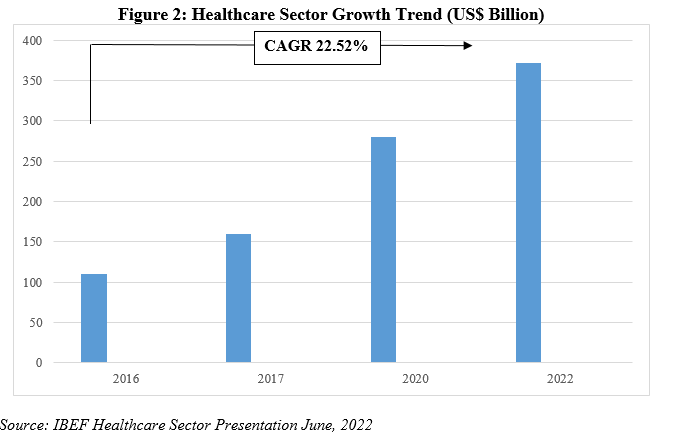 Figure 2: Healthcare Sector Growth Trend (US$ Billion)
CAGR 22.52%
400
350
300
250
200
150
100
50
0
2016 2017 2020 2022
Source: IBEF Healthcare Sector Presentation June, 2022